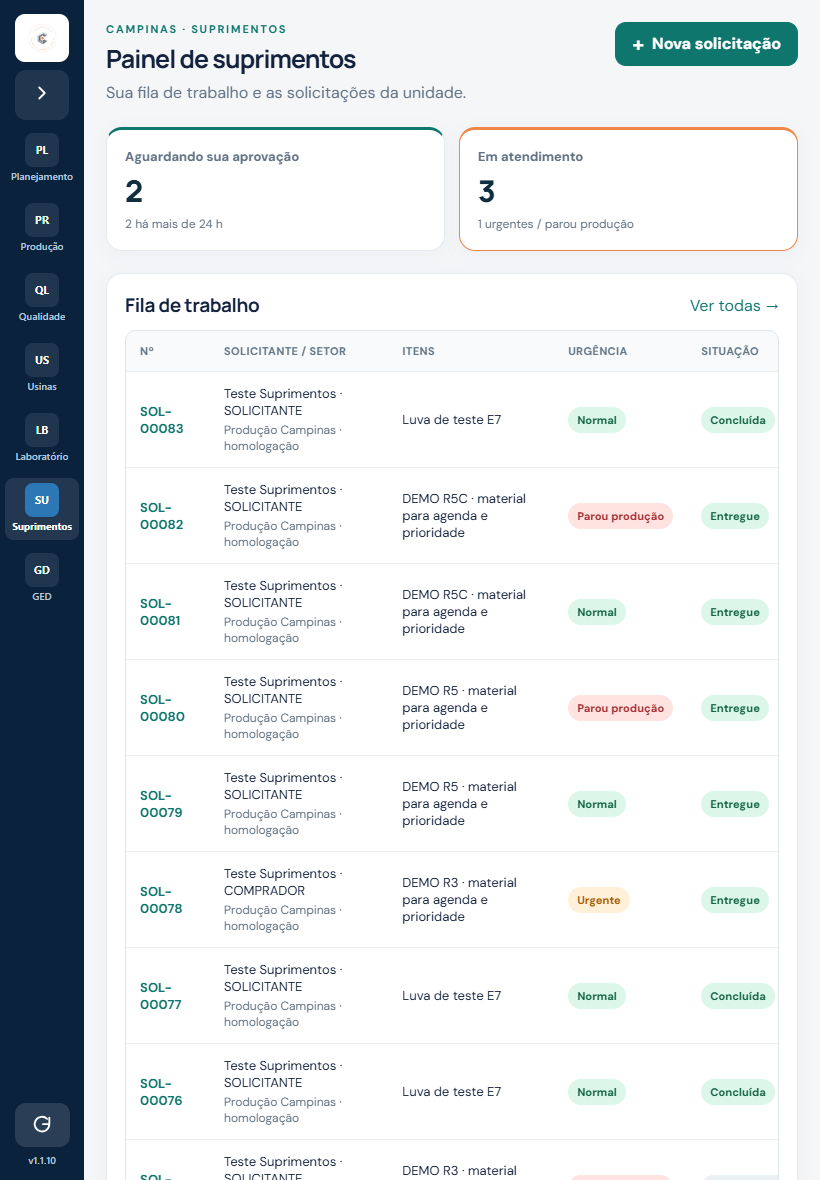 PL
Planejamento
PR
Produção
QL
Qualidade
US
Usinas
LB
Laboratório
SU
Suprimentos
GD
GED
v1.1.10
CAMPINAS · SUPRIMENTOS
Painel de suprimentos
Sua fila de trabalho e as solicitações da unidade.
+ Nova solicitação
Aguardando sua aprovação
2
2 há mais de 24 h
Em atendimento
3
1 urgentes / parou produção
Fila de trabalho
Ver todas →
Nº SOLICITANTE / SETOR ITENS URGÊNCIA SITUAÇÃO
SOL-
00083
Teste Suprimentos ·
SOLICITANTE
Produção Campinas ·
homologação
Luva de teste E7
Normal
Concluída
SOL-
00082
Teste Suprimentos ·
SOLICITANTE
Produção Campinas ·
homologação
DEMO R5C · material
para agenda e
prioridade
Parou produção
Entregue
SOL-
00081
Teste Suprimentos ·
SOLICITANTE
Produção Campinas ·
homologação
DEMO R5C · material
para agenda e
prioridade
Normal
Entregue
SOL-
00080
Teste Suprimentos ·
SOLICITANTE
Produção Campinas ·
homologação
DEMO R5 · material
para agenda e
prioridade
Parou produção
Entregue
SOL-
00079
Teste Suprimentos ·
SOLICITANTE
Produção Campinas ·
homologação
DEMO R5 · material
para agenda e
prioridade
Normal
Entregue
SOL-
00078
Teste Suprimentos ·
COMPRADOR
Produção Campinas ·
homologação
DEMO R3 · material
para agenda e
prioridade
Urgente
Entregue
SOL-
00077
Teste Suprimentos ·
SOLICITANTE
Produção Campinas ·
homologação
Luva de teste E7
Normal
Concluída
SOL-
00076
Teste Suprimentos ·
SOLICITANTE
Produção Campinas ·
homologação
Luva de teste E7
Normal
Concluída
SOL-
Teste Suprimentos ·
SOLICITANTE
DEMO R3 · material